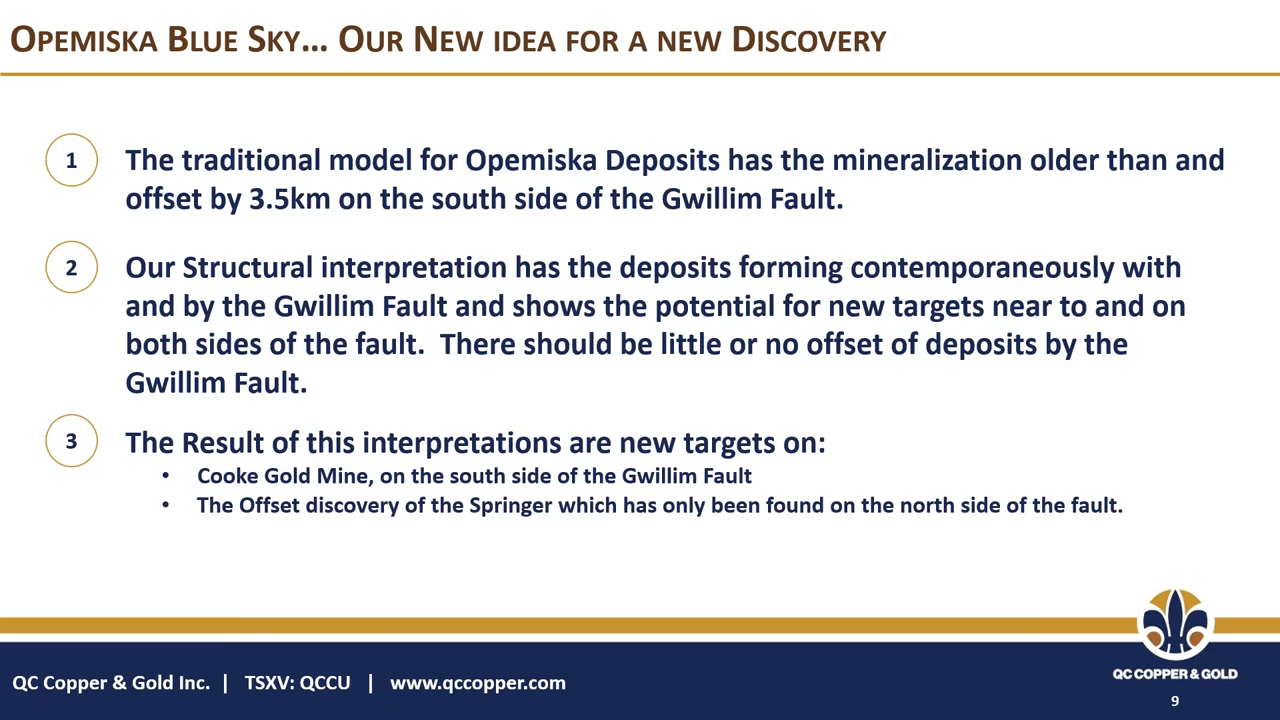 OPEMISKA BLUE SKY... OUR NEW IDEA FOR A NEW DISCOVERY
1
The traditional model for Opemiska Deposits has the mineralization older than and
offset by 3.5km on the south side of the Gwillim Fault.
2
Our Structural interpretation has the deposits forming contemporaneously with
and by the Gwillim Fault and shows the potential for new targets near to and on
both sides of the fault.  There should be little or no offset of deposits by the
Gwillim Fault.
3
The Result of this interpretations are new targets on:
• Cooke Gold Mine, on the south side of the Gwillim Fault
• The Offset discovery of the Springer which has only been found on the north side of the fault.
QC Copper & Gold Inc. | TSXV: QCCU | www.qccopper.com
QC COPPER & GOLD
9